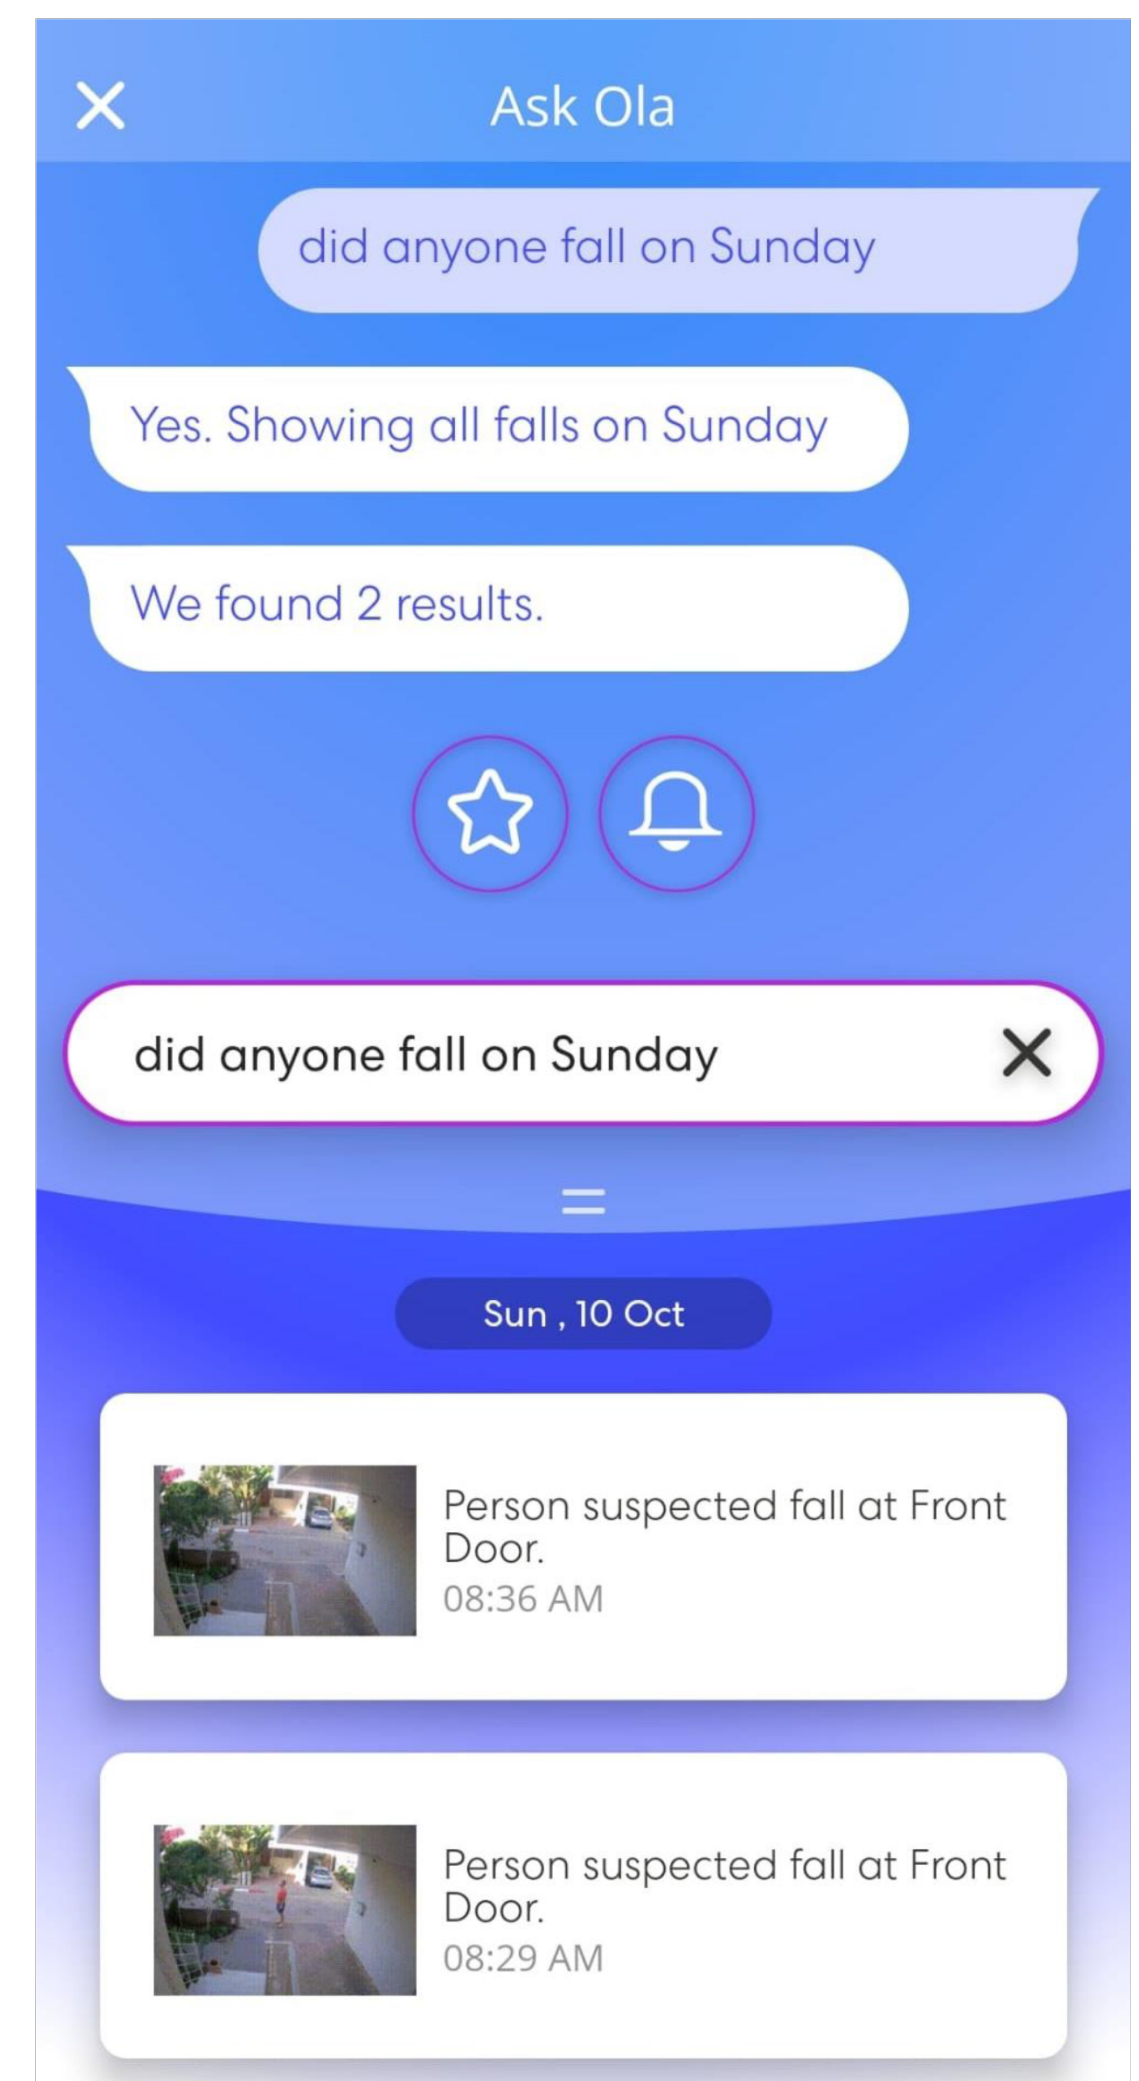 Ask Ola
did anyone fall on Sunday
Yes. Showing all falls on Sunday
We found 2 results.
did anyone fall on Sunday
Sun , 10 Oct
Person suspected fall at Front
Door.
08:36 AM
Person suspected fall at Front
Door.
08:29 AM